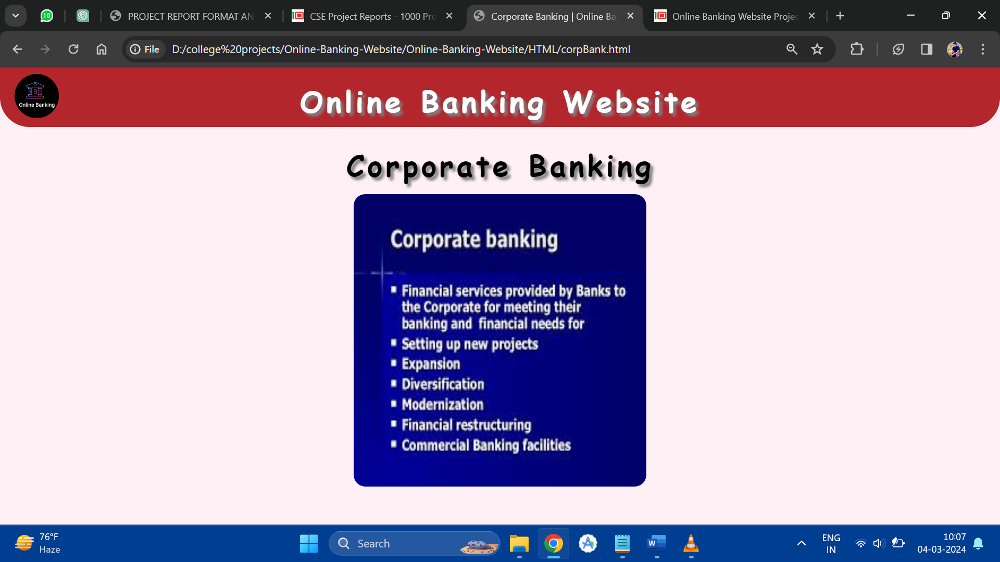 10
PROJECT REPORT FORMAT AN
CSE Project Reports - 1000 Pro
Corporate Banking | Online Ba
Online Banking Website Projec
File
D:/college%20projects/Online-Banking-Website/Online-Banking-Website/HTML/corpBank.html
Online Banking
Online Banking Website
Corporate Banking
Corporate banking
Financial services provided by Banks to
the Corporate for meeting their
banking and financial needs for
Setting up new projects
Expansion
Diversification
Modernization
Financial restructuring
Commercial Banking facilities
76°F
Haze
Search
W
ENG
IN
10:07
04-03-2024